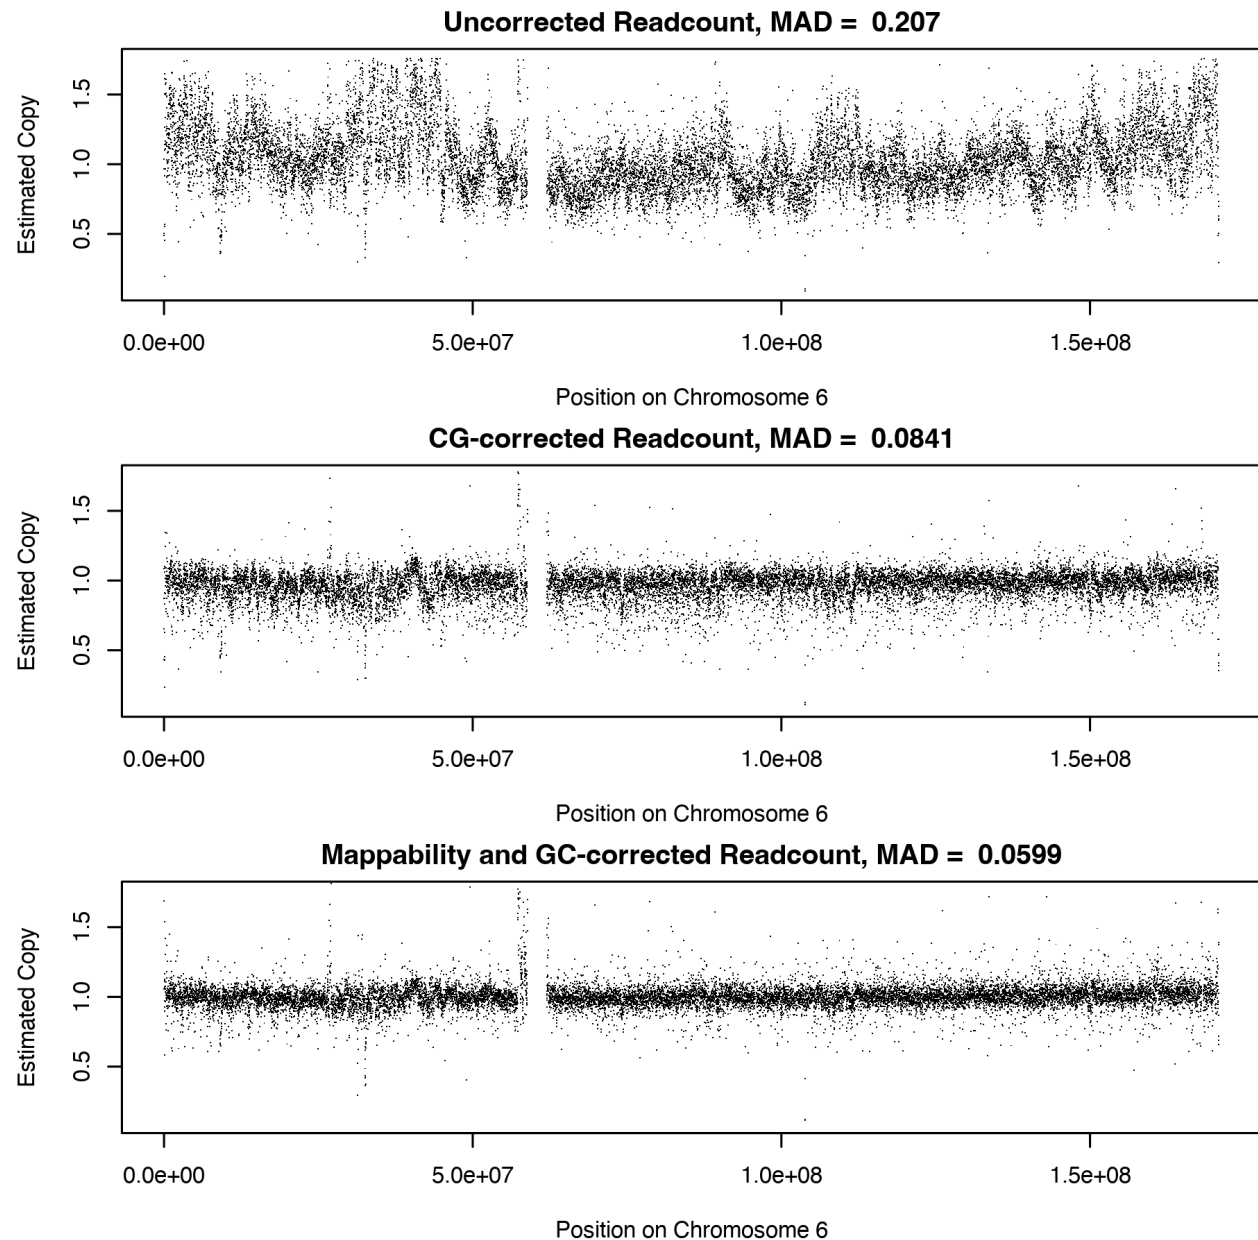 Uncorrected Readcount, MAD = 0.207
Estimated Copy
1.5
1.0
0.5
0.0e+00 5.0e+07 1.0e+08 1.5e+08
Position on Chromosome 6
CG-corrected Readcount, MAD = 0.0841
Estimated Copy
1.5
1.0
0.5
0.0e+00 5.0e+07 1.0e+08 1.5e+08
Position on Chromosome 6
Mappability and GC-corrected Readcount, MAD = 0.0599
Estimated Copy
1.5
1.0
0.5
0.0e+00 5.0e+07 1.0e+08 1.5e+08
Position on Chromosome 6